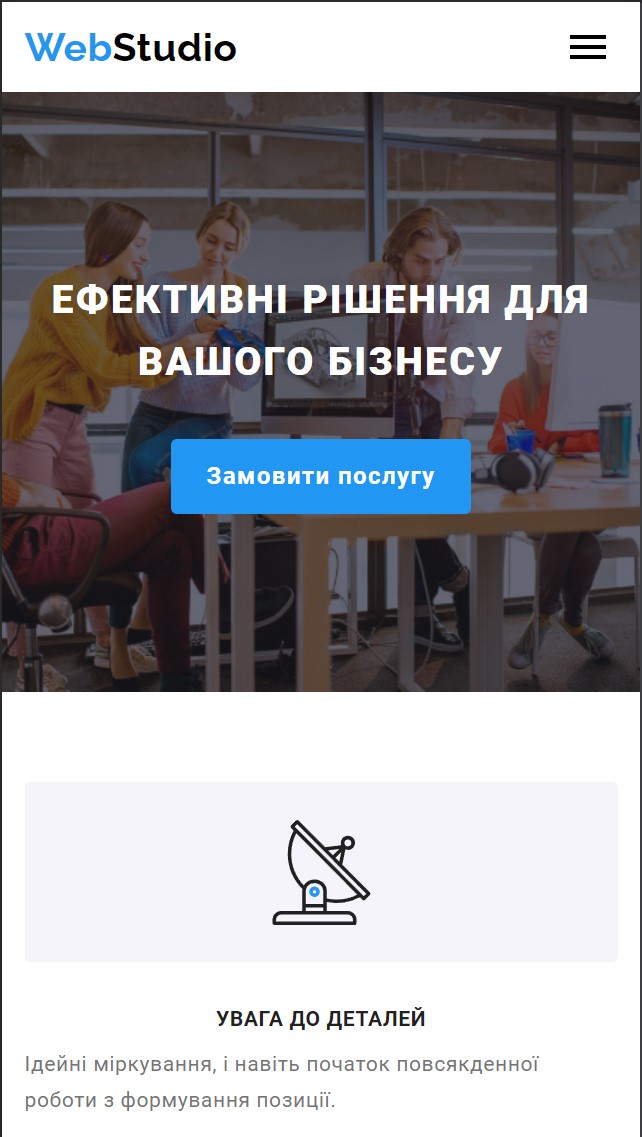 WebStudio
ЕФЕКТИВНІ РІШЕННЯ ДЛЯ
ВАШОГО БІЗНЕСУ
Замовити послугу
УВАГА ДО ДЕТАЛЕЙ
Ідейні міркування, і навіть початок повсякденної
роботи з формування позиції.